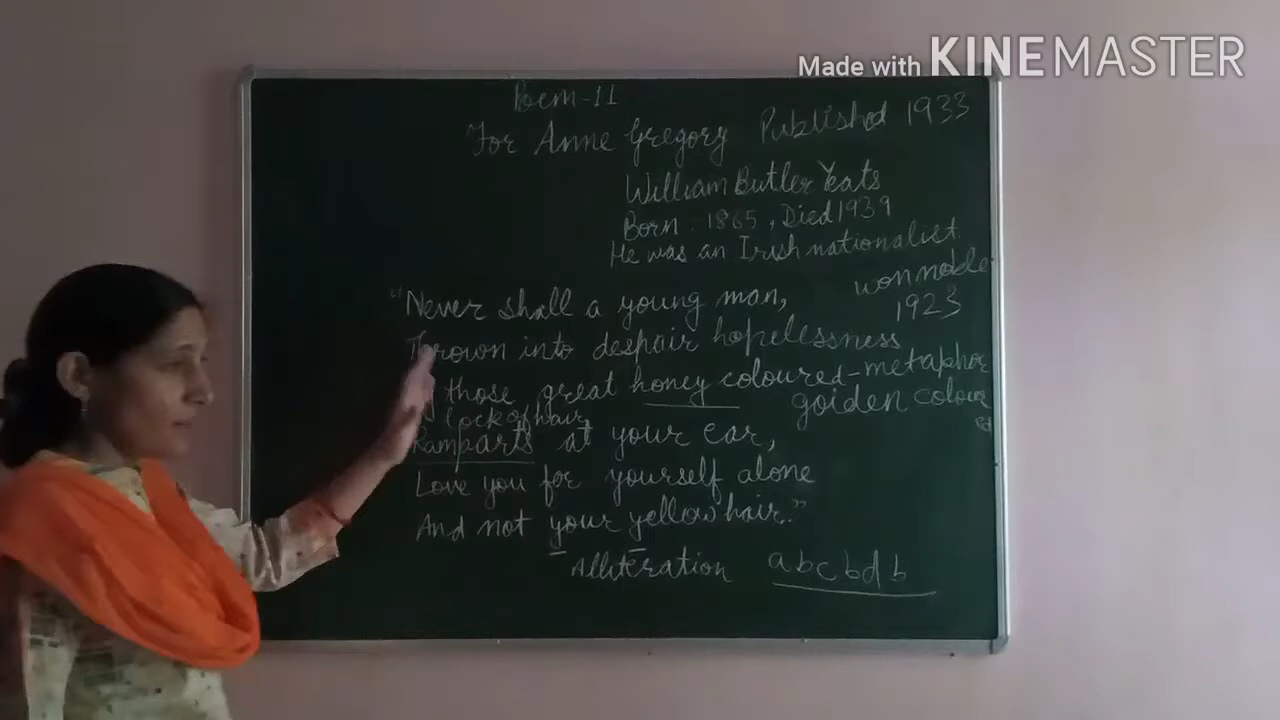 Made with KINEMASTER
Poem-11
For Anne Gregory Published 1933
William Butler Yeats
Born : 1865, Died 1939
He was an Irish nationalist
won noble
1923
"Never shall a young man,
Thrown into despair hopelessness
those great honey coloured-metaphor
goiden colour
lock of hair
Ramparts at your ear,
Love you for yourself alone
And not your yellow hair."
Alliteration abcbdb